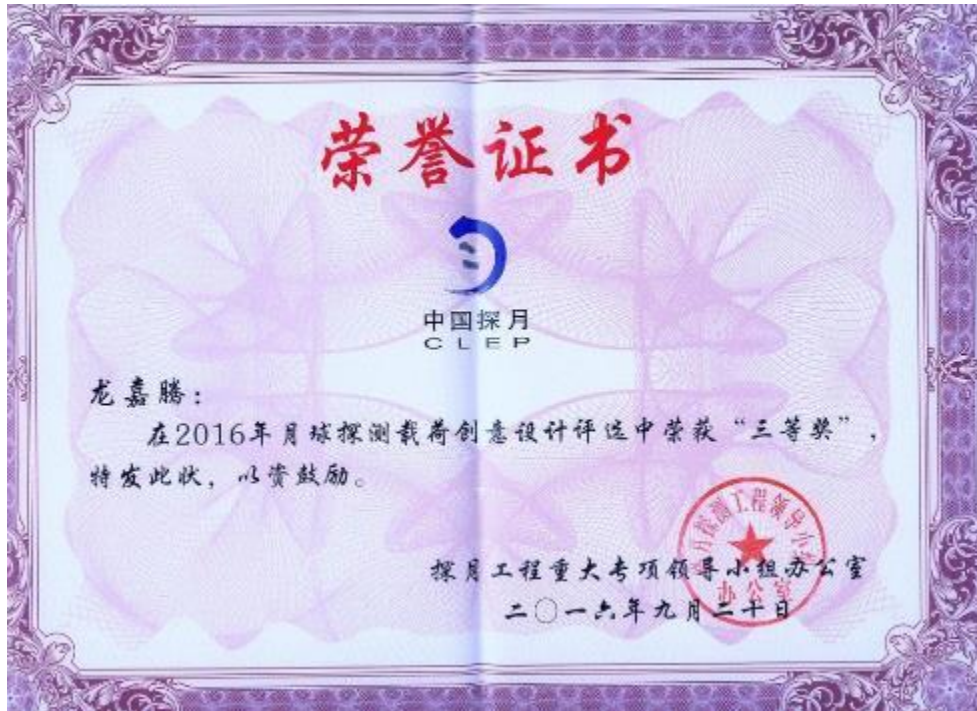 荣誉证书
中国探月
CLEP
龙嘉腾：
在2016年月球探测载荷创意设计评选中荣获“三等奖”，
特发此状，以资鼓励。
探月工程重大专项领导小组办公室
二〇一六年九月二十日
办公室